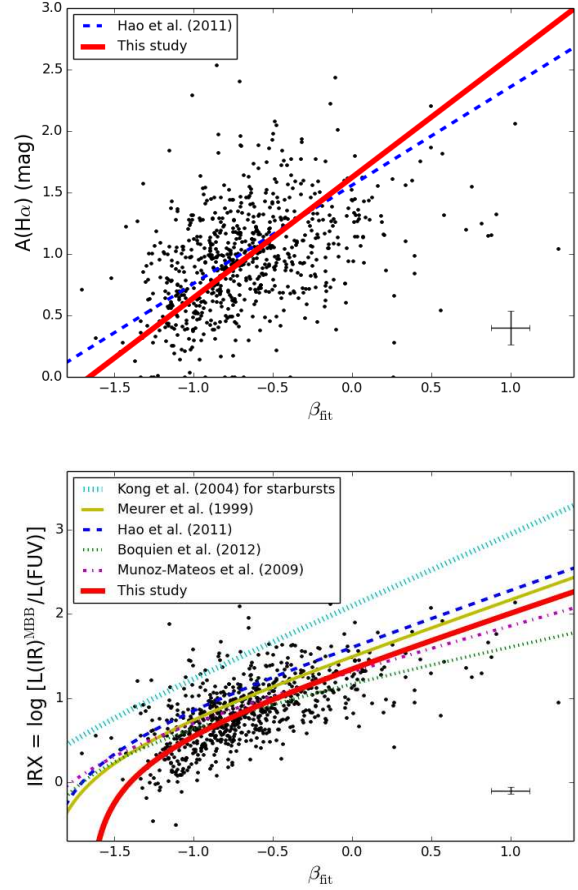 3.0
2.5
2.0
1.5
1.0
0.5
0.0
A(Hα) (mag)
Hao et al. (2011)
This study
−1.5 −1.0 −0.5 0.0 0.5 1.0
βfit
3
2
1
0
IRX = log [L(IR)^MBB/L(FUV)]
Kong et al. (2004) for starbursts
Meurer et al. (1999)
Hao et al. (2011)
Boquien et al. (2012)
Munoz-Mateos et al. (2009)
This study
−1.5 −1.0 −0.5 0.0 0.5 1.0
βfit